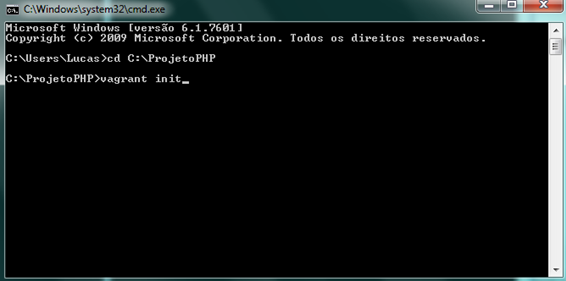 C:\Windows\system32\cmd.exe
Microsoft Windows [versão 6.1.7601]
Copyright (c) 2009 Microsoft Corporation. Todos os direitos reservados.
C:\Users\Lucas>cd C:\ProjetoPHP
C:\ProjetoPHP>vagrant init_